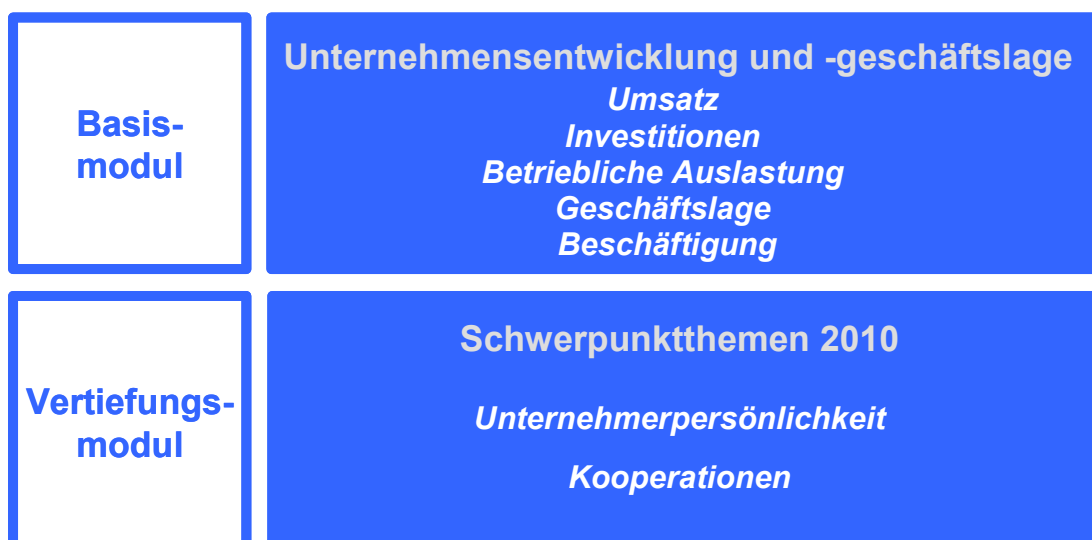 Basis-
modul
Unternehmensentwicklung und -geschäftslage
Umsatz
Investitionen
Betriebliche Auslastung
Geschäftslage
Beschäftigung
Vertiefungs-
modul
Schwerpunktthemen 2010
Unternehmerpersönlichkeit
Kooperationen